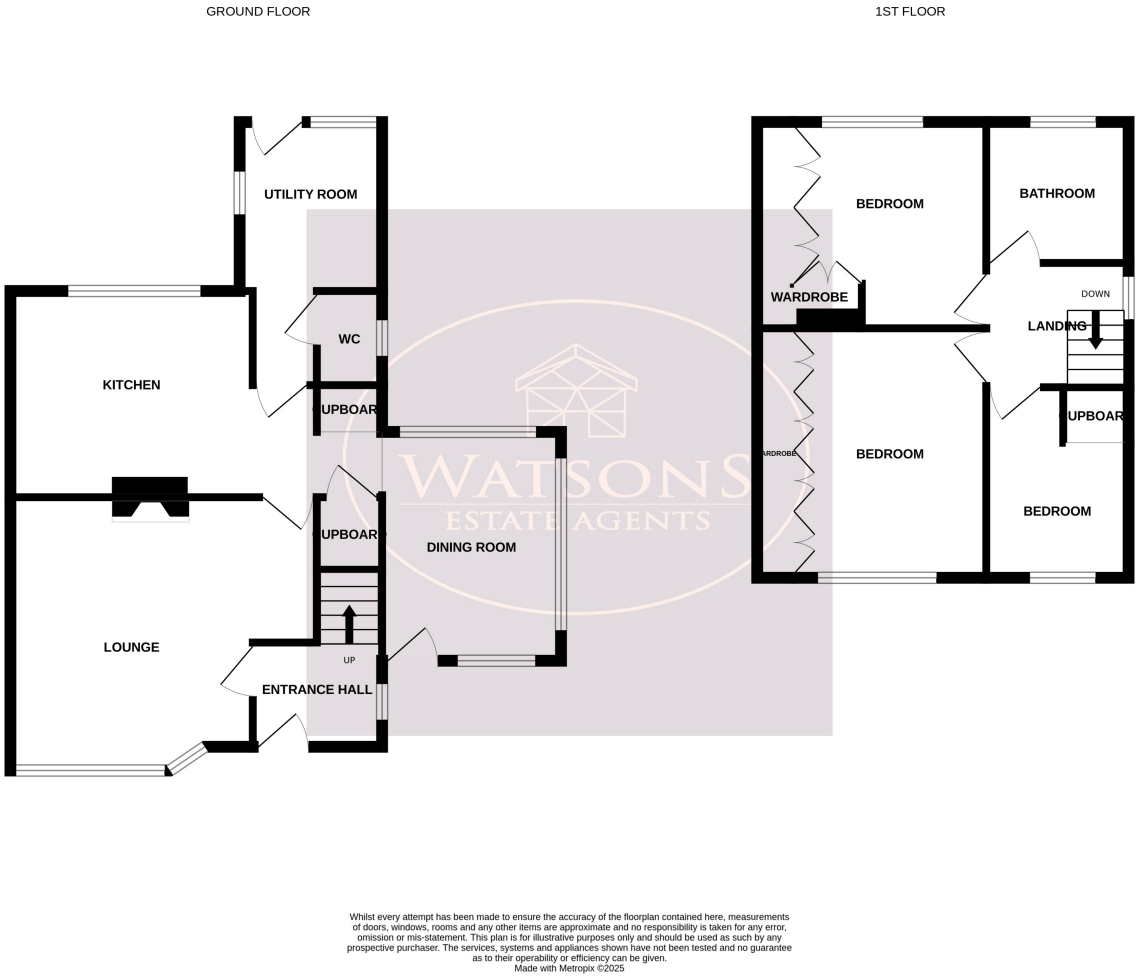 GROUND FLOOR
1ST FLOOR
UTILITY ROOM
WC
KITCHEN
UPBOAR
UPBOAR
DINING ROOM
LOUNGE
UP
ENTRANCE HALL
BEDROOM
BATHROOM
WARDROBE
DOWN
LANDING
UPBOAR
ARDROBE
BEDROOM
BEDROOM
WATSONS
ESTATE AGENTS
Whilst every attempt has been made to ensure the accuracy of the floorplan contained here, measurements
of doors, windows, rooms and any other items are approximate and no responsibility is taken for any error,
omission or mis-statement. This plan is for illustrative purposes only and should be used as such by any
prospective purchaser. The services, systems and appliances shown have not been tested and no guarantee
as to their operability or efficiency can be given.
Made with Metropix ©2025